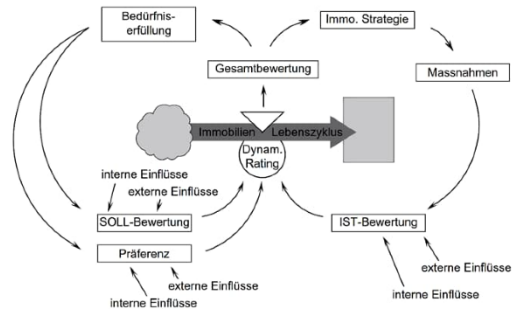 Bedürfnis-
erfüllung
Immo. Strategie
Gesamtbewertung
Massnahmen
Immobilien Lebenszyklus
Dynam.
Rating
interne Einflüsse
externe Einflüsse
SOLL-Bewertung
IST-Bewertung
Präferenz
externe Einflüsse
externe Einflüsse
interne Einflüsse
interne Einflüsse